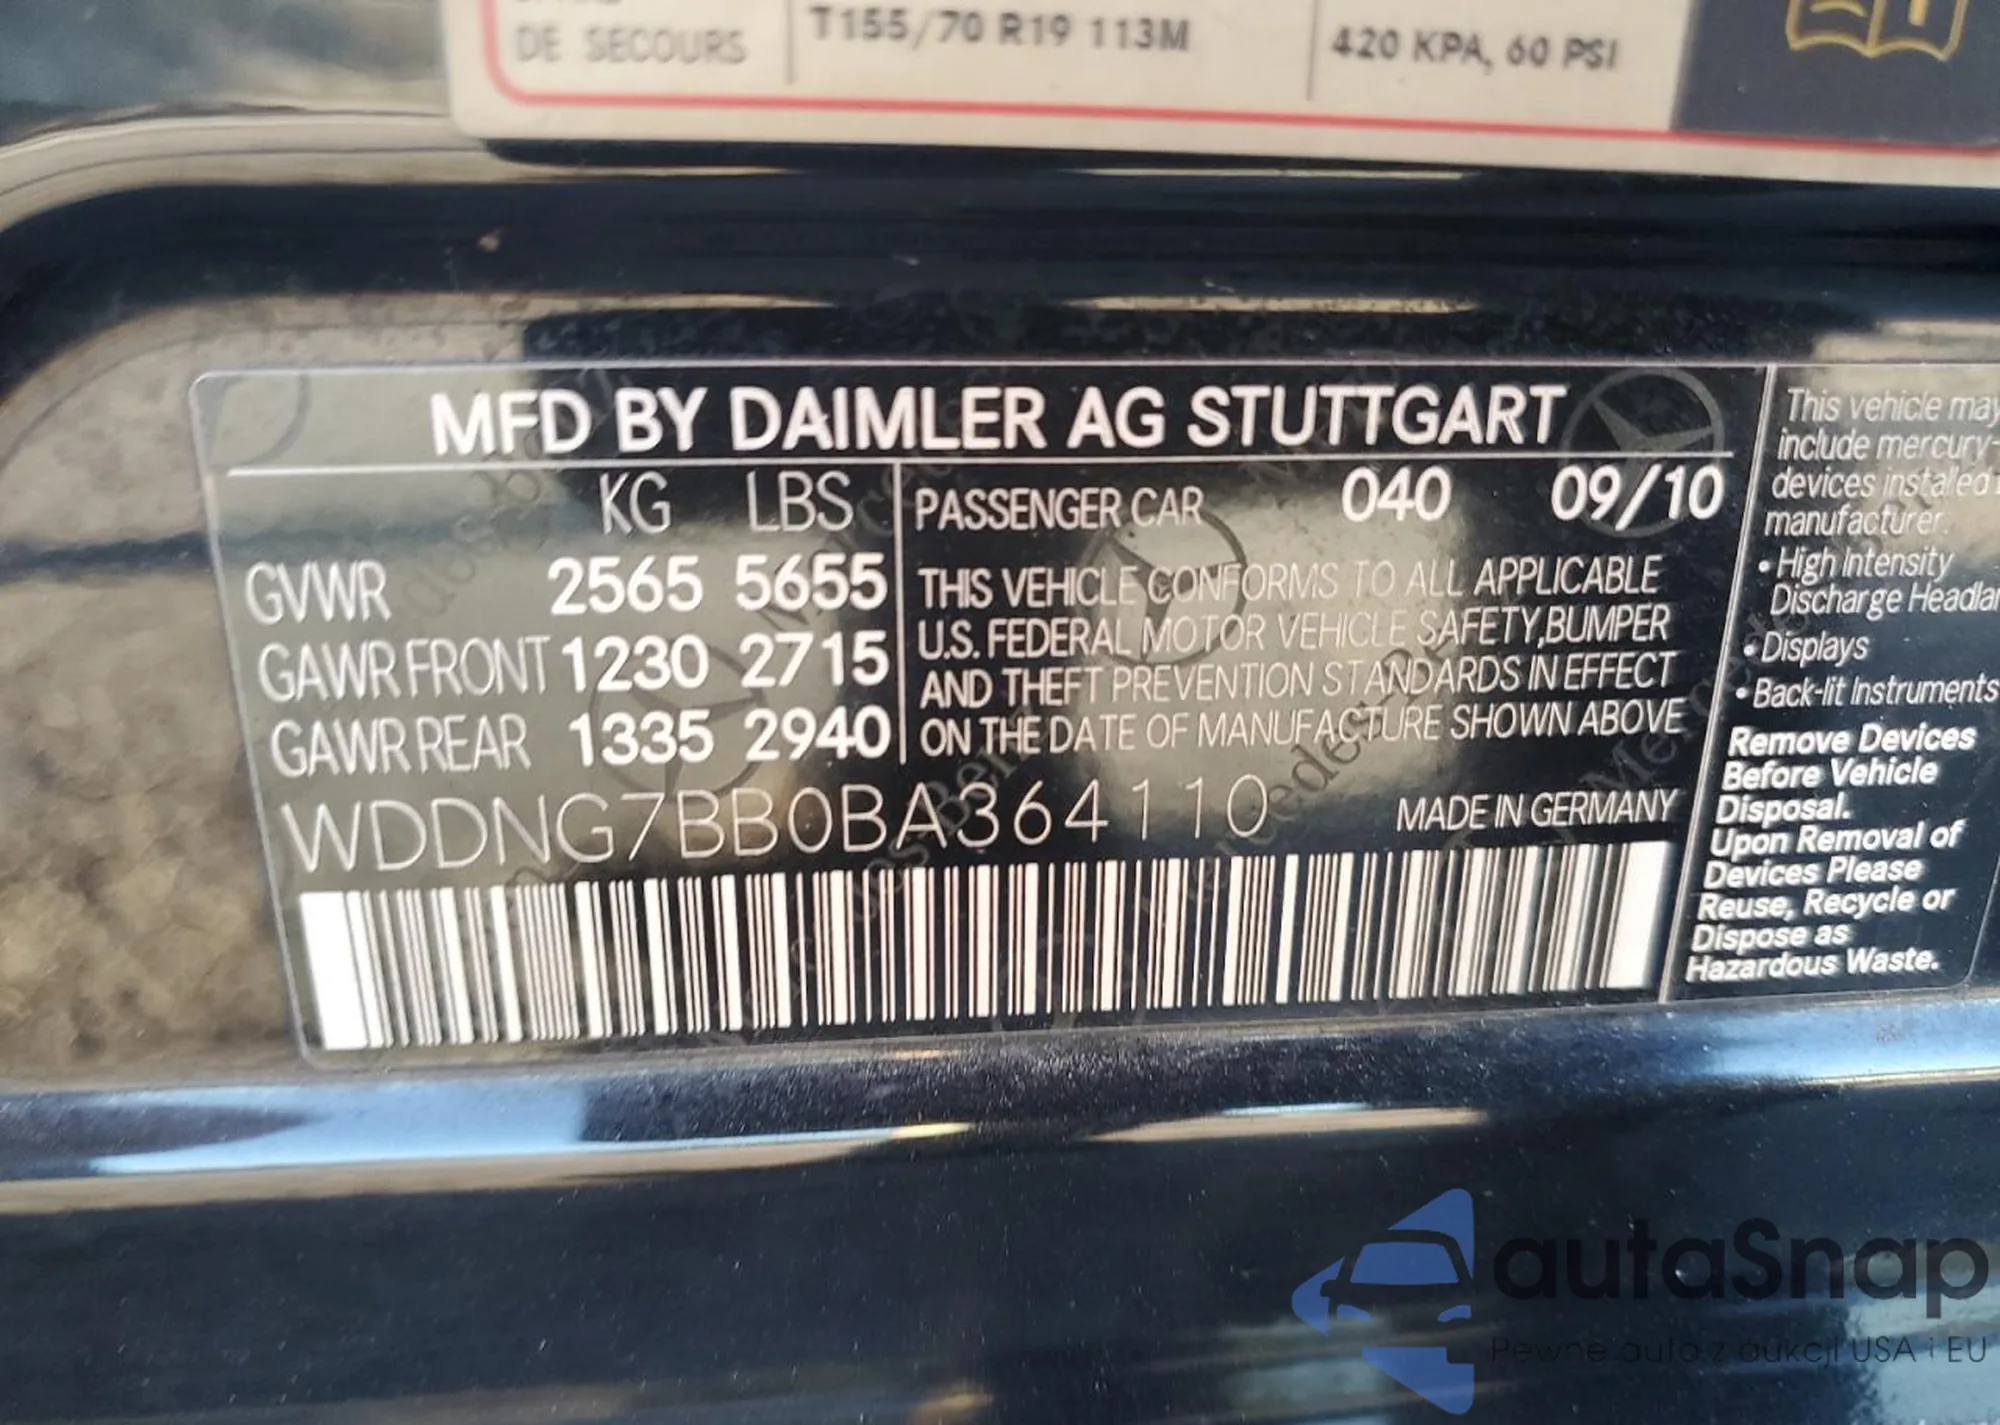 DE SECOURS
T155/70 R19 113M
420 KPA, 60 PSI
MFD BY DAIMLER AG STUTTGART
KG LBS
GVWR 2565 5655
GAWR FRONT 1230 2715
GAWR REAR 1335 2940
PASSENGER CAR 040 09/10
THIS VEHICLE CONFORMS TO ALL APPLICABLE
U.S. FEDERAL MOTOR VEHICLE SAFETY,BUMPER
AND THEFT PREVENTION STANDARDS IN EFFECT
ON THE DATE OF MANUFACTURE SHOWN ABOVE
WDDNG7BB0BA364110
MADE IN GERMANY
This vehicle may
include mercury-
devices installed
manufacturer.
• High Intensity
Discharge
• Displays
• Back-lit Instruments
Remove Devices
Before Vehicle
Disposal.
Upon Removal of
Devices Please
Reuse, Recycle or
Dispose as
Hazardous Waste.
autaSnap
Pewne auta z aukcji USA i EU